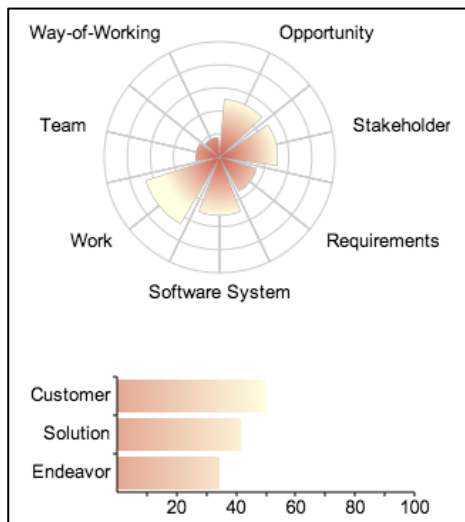 Way-of-Working Opportunity
Team Stakeholder
Work Requirements
Software System
Customer
Solution
Endeavor
20 40 60 80 100